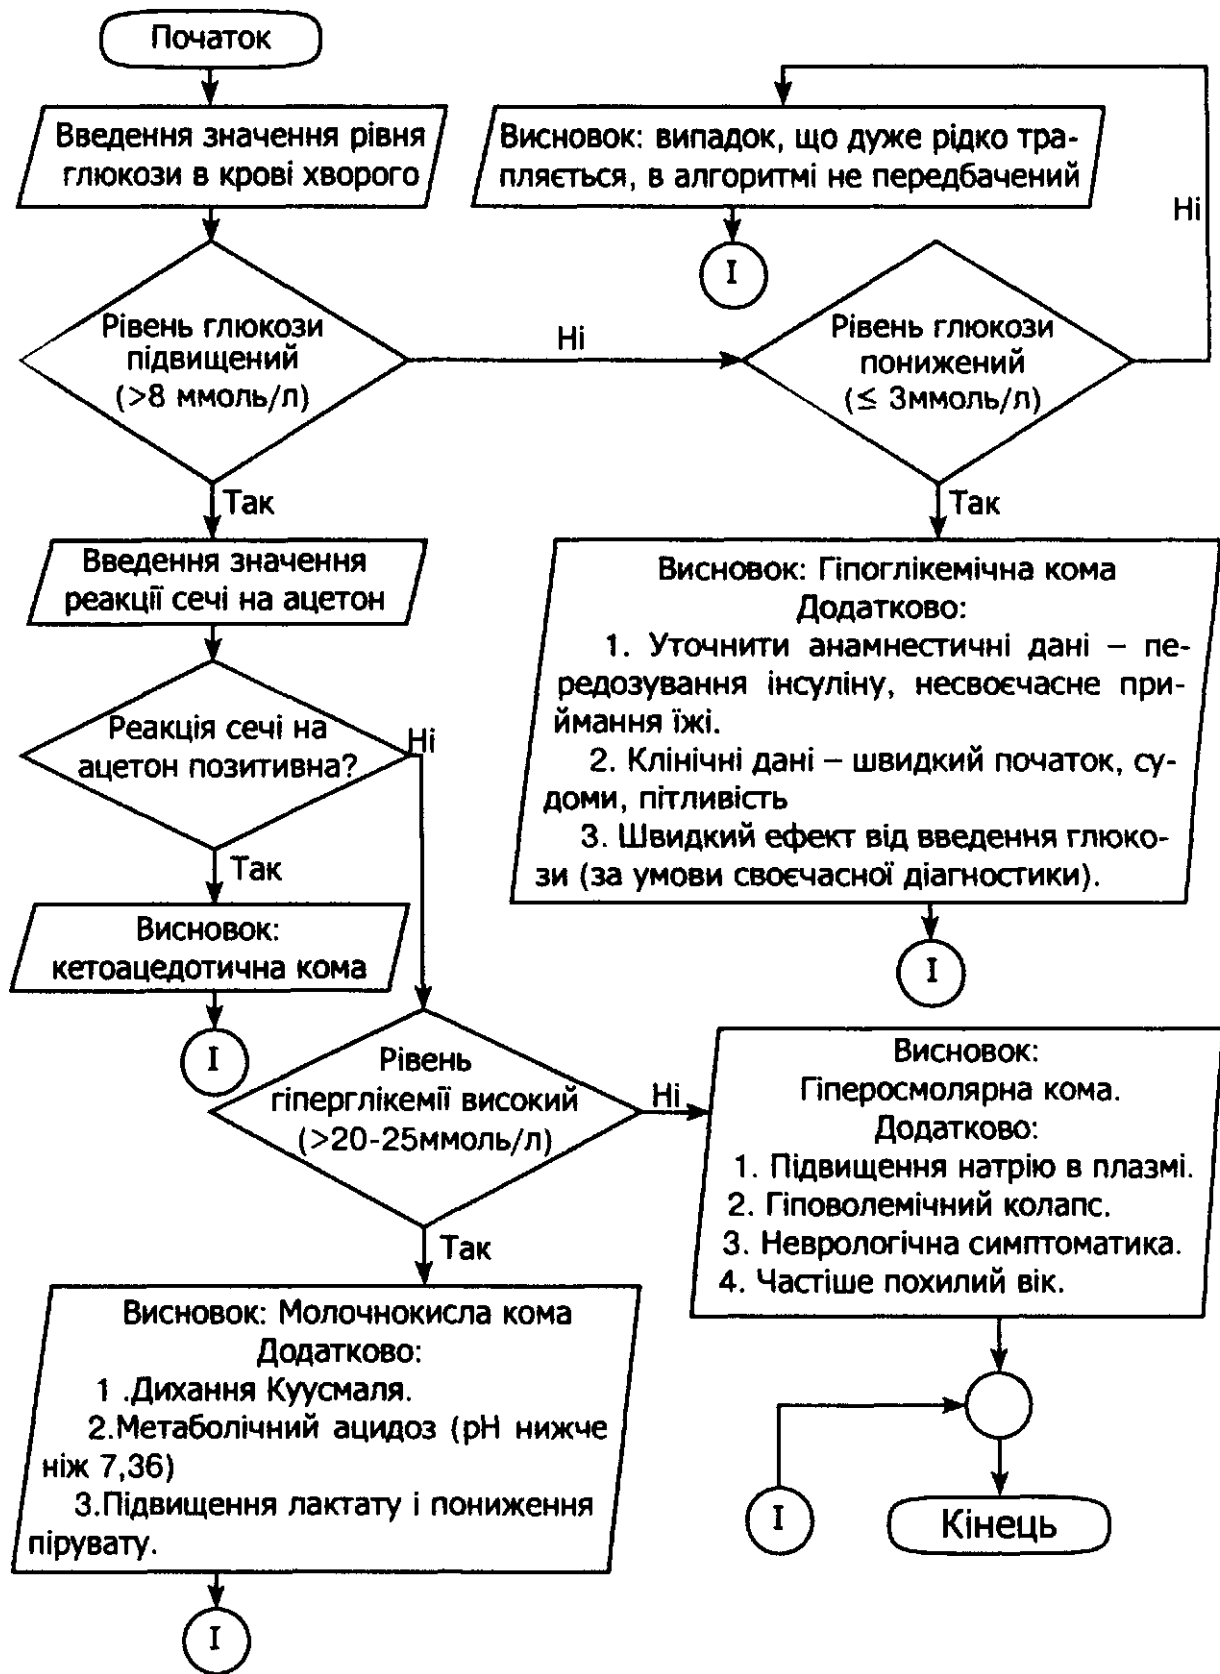 Початок
Введення значення рівня
глюкози в крові хворого
Висновок: випадок, що дуже рідко тра-
пляється, в алгоритмі не передбачений
Ні
I
Рівень глюкози
підвищений
(>8 ммоль/л)
Ні
Рівень глюкози
понижений
(≤ 3ммоль/л)
Так
Так
Введення значення
реакції сечі на ацетон
Висновок: Гіпоглікемічна кома
Додатково:
1. Уточнити анамнестичні дані – пе-
редозування інсуліну, несвоєчасне при-
ймання їжі.
2. Клінічні дані – швидкий початок, су-
доми, пітливість
3. Швидкий ефект від введення глюко-
зи (за умови своєчасної діагностики).
Реакція сечі на
ацетон позитивна?
Ні
Так
Висновок:
кетоацедотична кома
I
I
Рівень
гіперглікемії високий
(>20-25ммоль/л)
Ні
Висновок:
Гіперосмолярна кома.
Додатково:
1. Підвищення натрію в плазмі.
2. Гіповолемічний колапс.
3. Неврологічна симптоматика.
4. Частіше похилий вік.
Так
Висновок: Молочнокисла кома
Додатково:
1 .Дихання Куусмаля.
2.Метаболічний ацидоз (рН нижче
ніж 7,36)
3.Підвищення лактату і пониження
пірувату.
I
Кінець
I